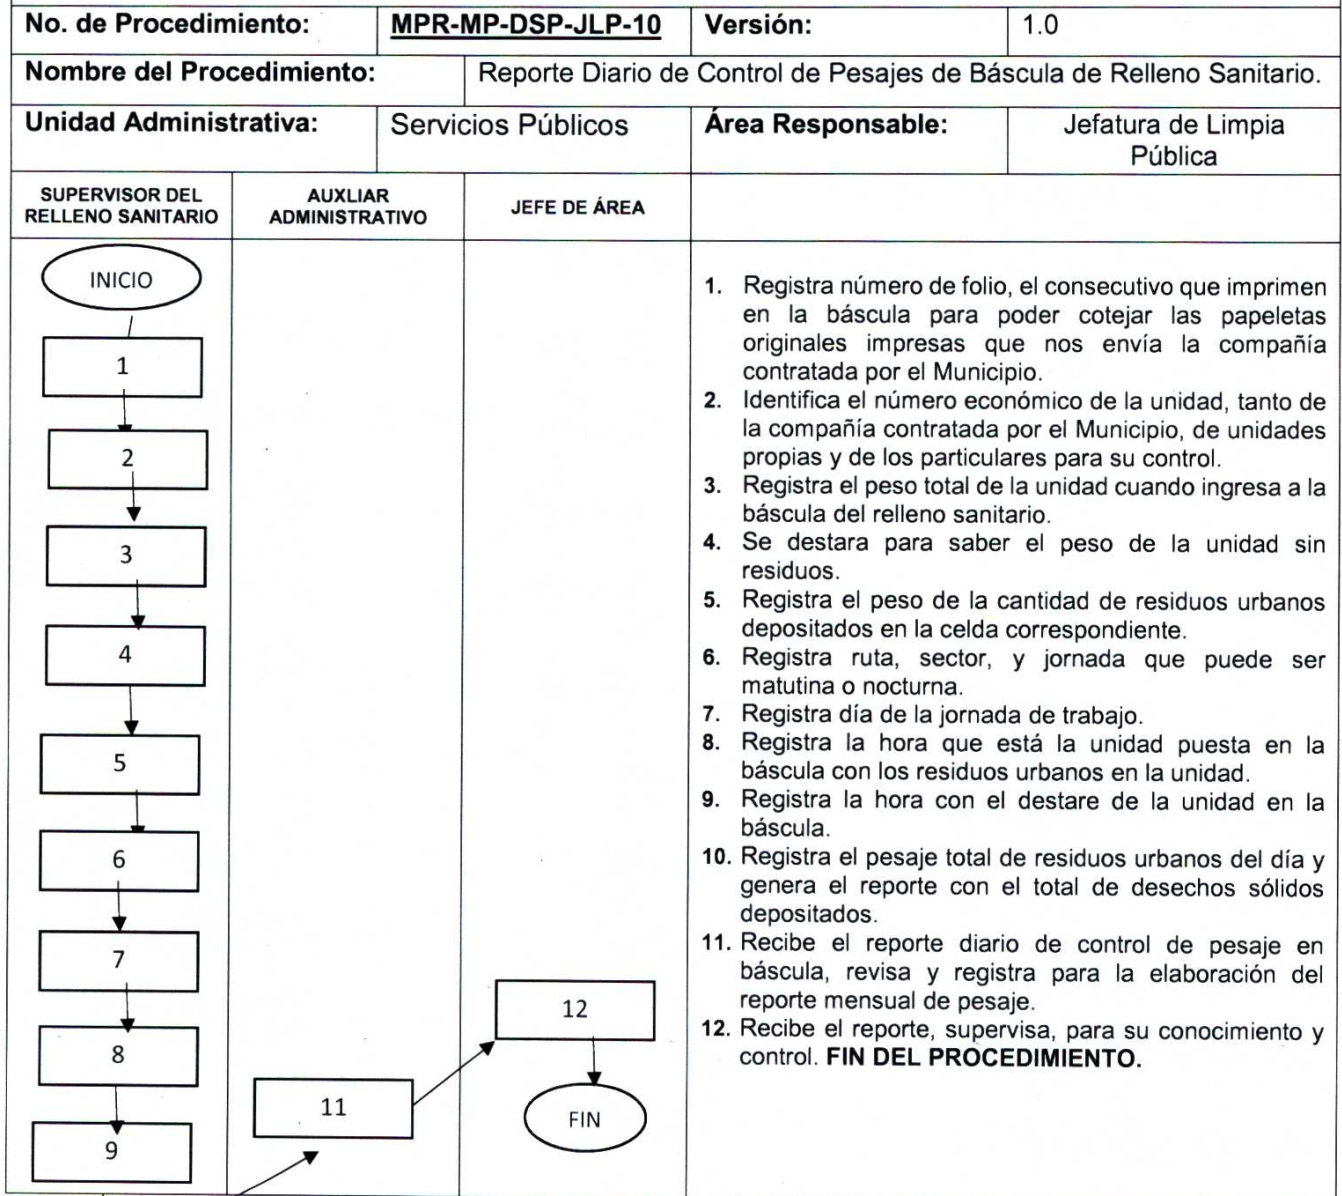 No. de Procedimiento: MPR-MP-DSP-JLP-10 Versión: 1.0
Nombre del Procedimiento: Reporte Diario de Control de Pesajes de Báscula de Relleno Sanitario.
Unidad Administrativa: Servicios Públicos Área Responsable: Jefatura de Limpia
Pública
SUPERVISOR DEL
RELLENO SANITARIO
AUXLIAR
ADMINISTRATIVO
JEFE DE ÁREA
INICIO
1
2
3
4
5
6
7
8
9
11
12
FIN
1. Registra número de folio, el consecutivo que imprimen
en la báscula para poder cotejar las papeletas
originales impresas que nos envía la compañía
contratada por el Municipio.
2. Identifica el número económico de la unidad, tanto de
la compañía contratada por el Municipio, de unidades
propias y de los particulares para su control.
3. Registra el peso total de la unidad cuando ingresa a la
báscula del relleno sanitario.
4. Se destara para saber el peso de la unidad sin
residuos.
5. Registra el peso de la cantidad de residuos urbanos
depositados en la celda correspondiente.
6. Registra ruta, sector, y jornada que puede ser
matutina o nocturna.
7. Registra día de la jornada de trabajo.
8. Registra la hora que está la unidad puesta en la
báscula con los residuos urbanos en la unidad.
9. Registra la hora con el destare de la unidad en la
báscula.
10. Registra el pesaje total de residuos urbanos del día y
genera el reporte con el total de desechos sólidos
depositados.
11. Recibe el reporte diario de control de pesaje en
báscula, revisa y registra para la elaboración del
reporte mensual de pesaje.
12. Recibe el reporte, supervisa, para su conocimiento y
control. FIN DEL PROCEDIMIENTO.